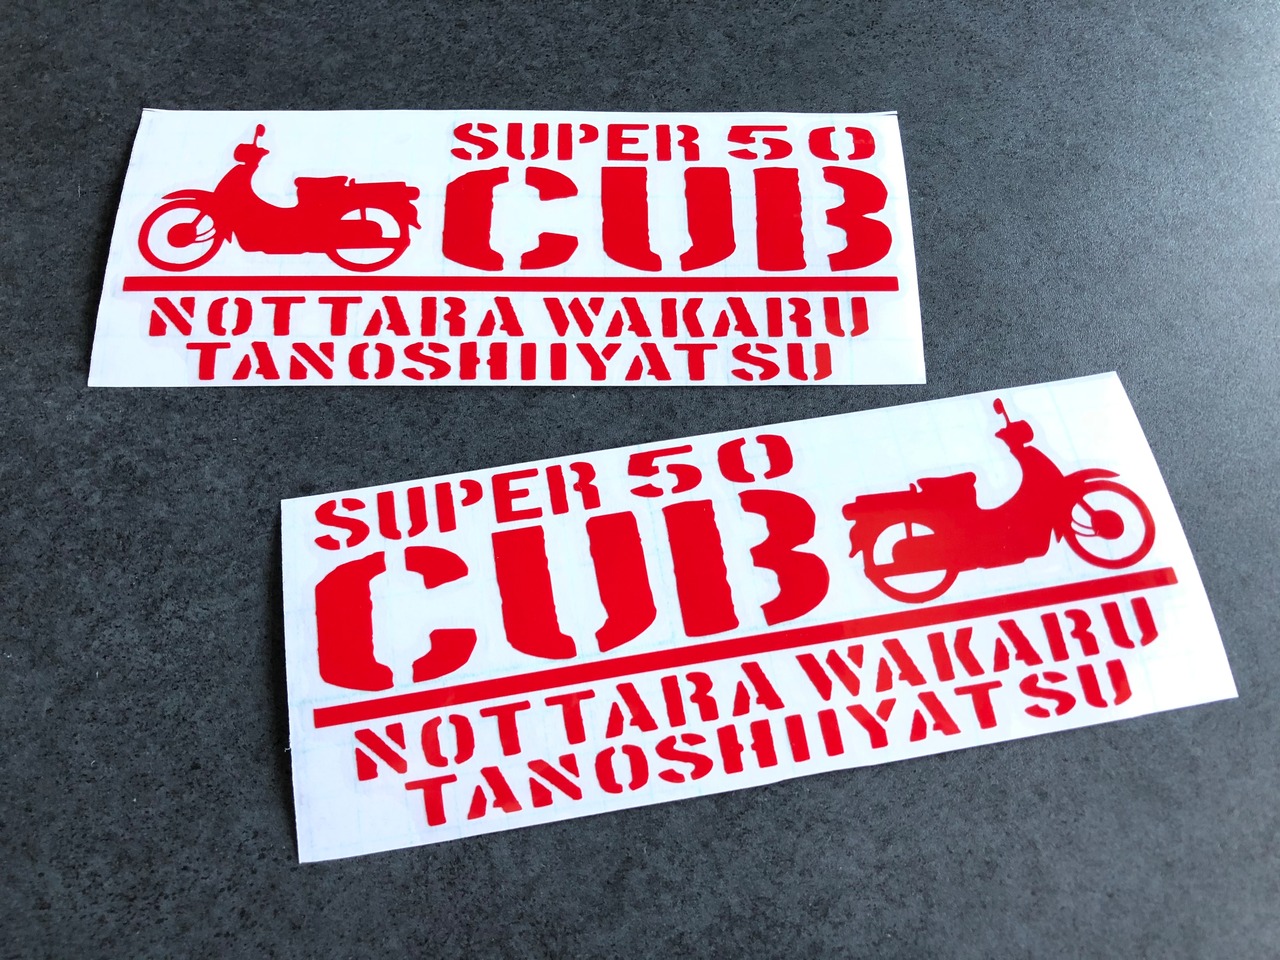 SUPER 50
CUB
NOTTARA WAKARU
TANOSHIIYATSU
SUPER 50
CUB
NOTTARA WAKARU
TANOSHIIYATSU